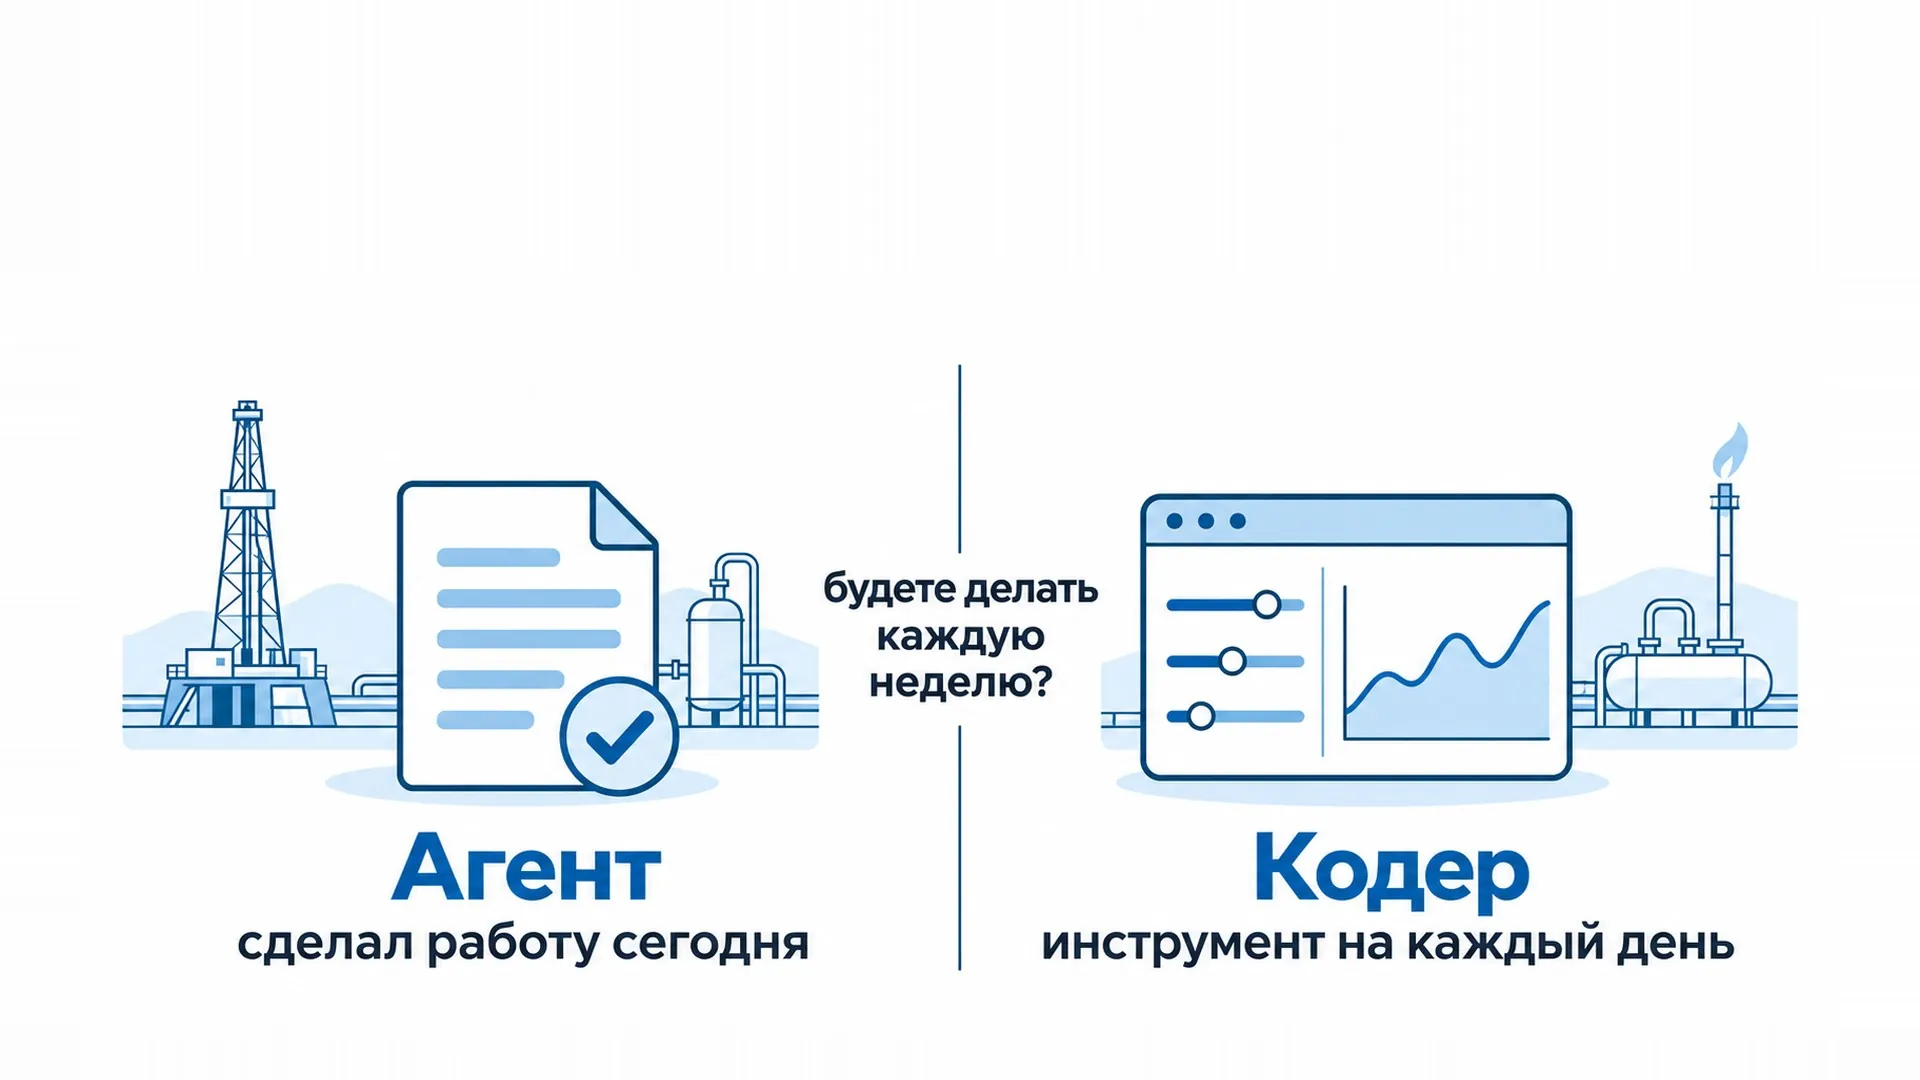 будете делать
каждую
неделю?
Агент
сделал работу сегодня
Кодер
инструмент на каждый день